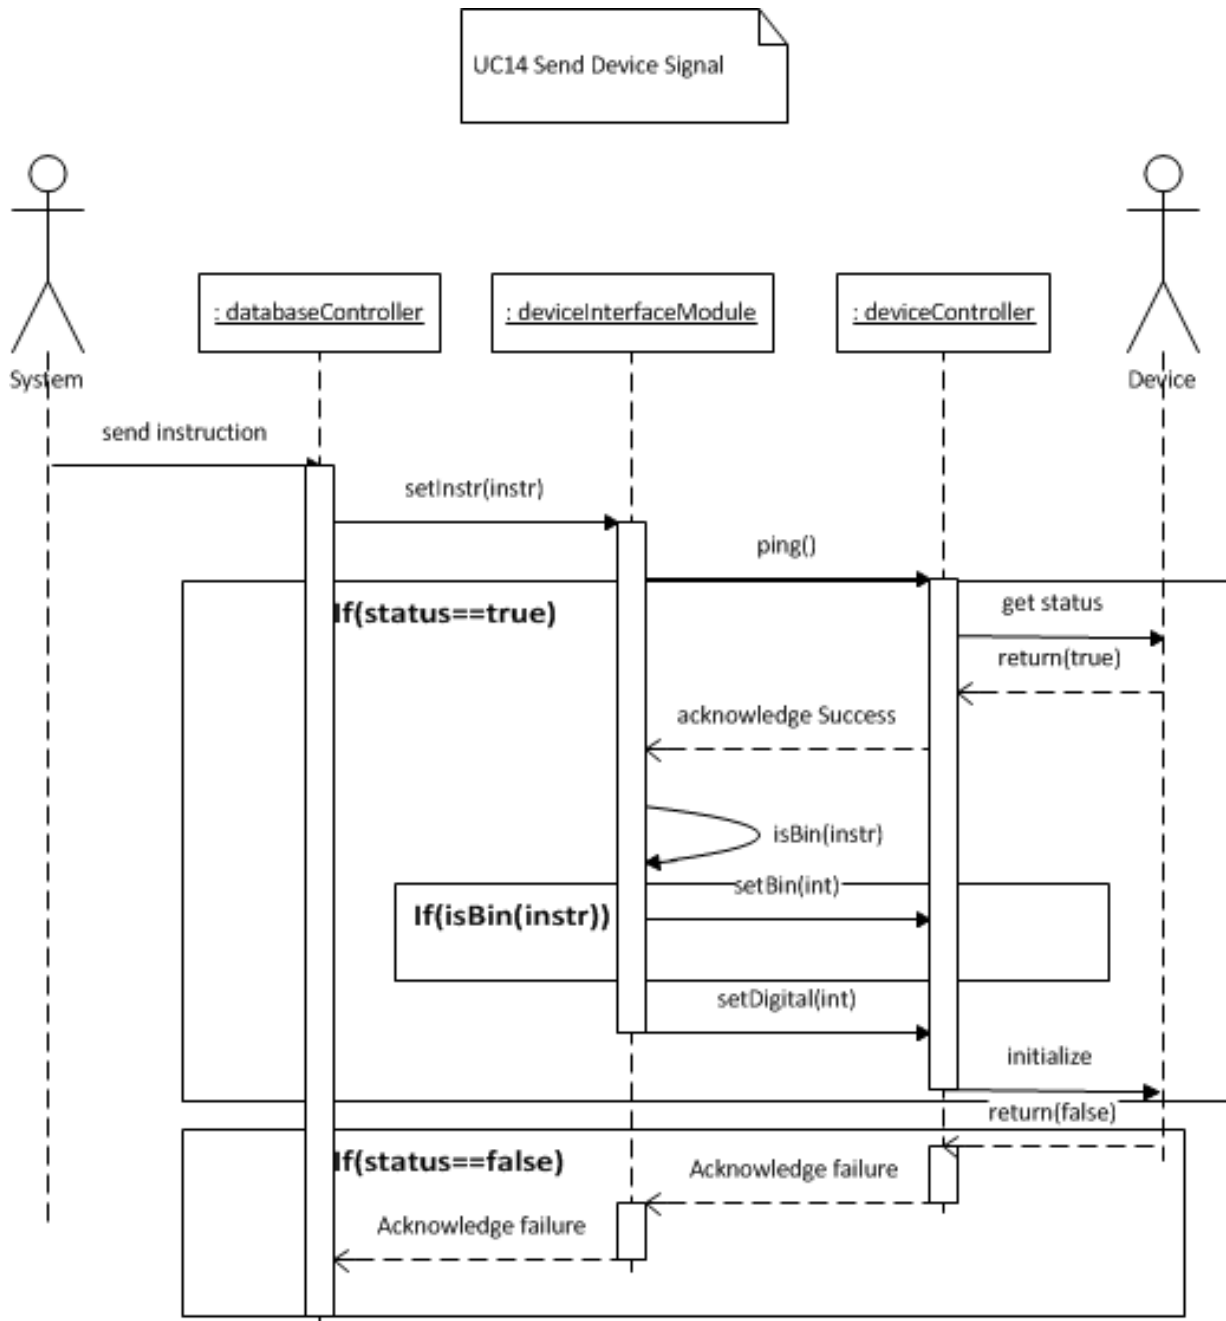 UC14 Send Device Signal
: databaseController
: deviceInterfaceModule
: deviceController
System
Device
send instruction
setInstr(instr)
ping()
If(status==true)
get status
return(true)
acknowledge Success
isBin(instr)
setBin(int)
If(isBin(instr))
setDigital(int)
initialize
return(false)
If(status==false)
Acknowledge failure
Acknowledge failure